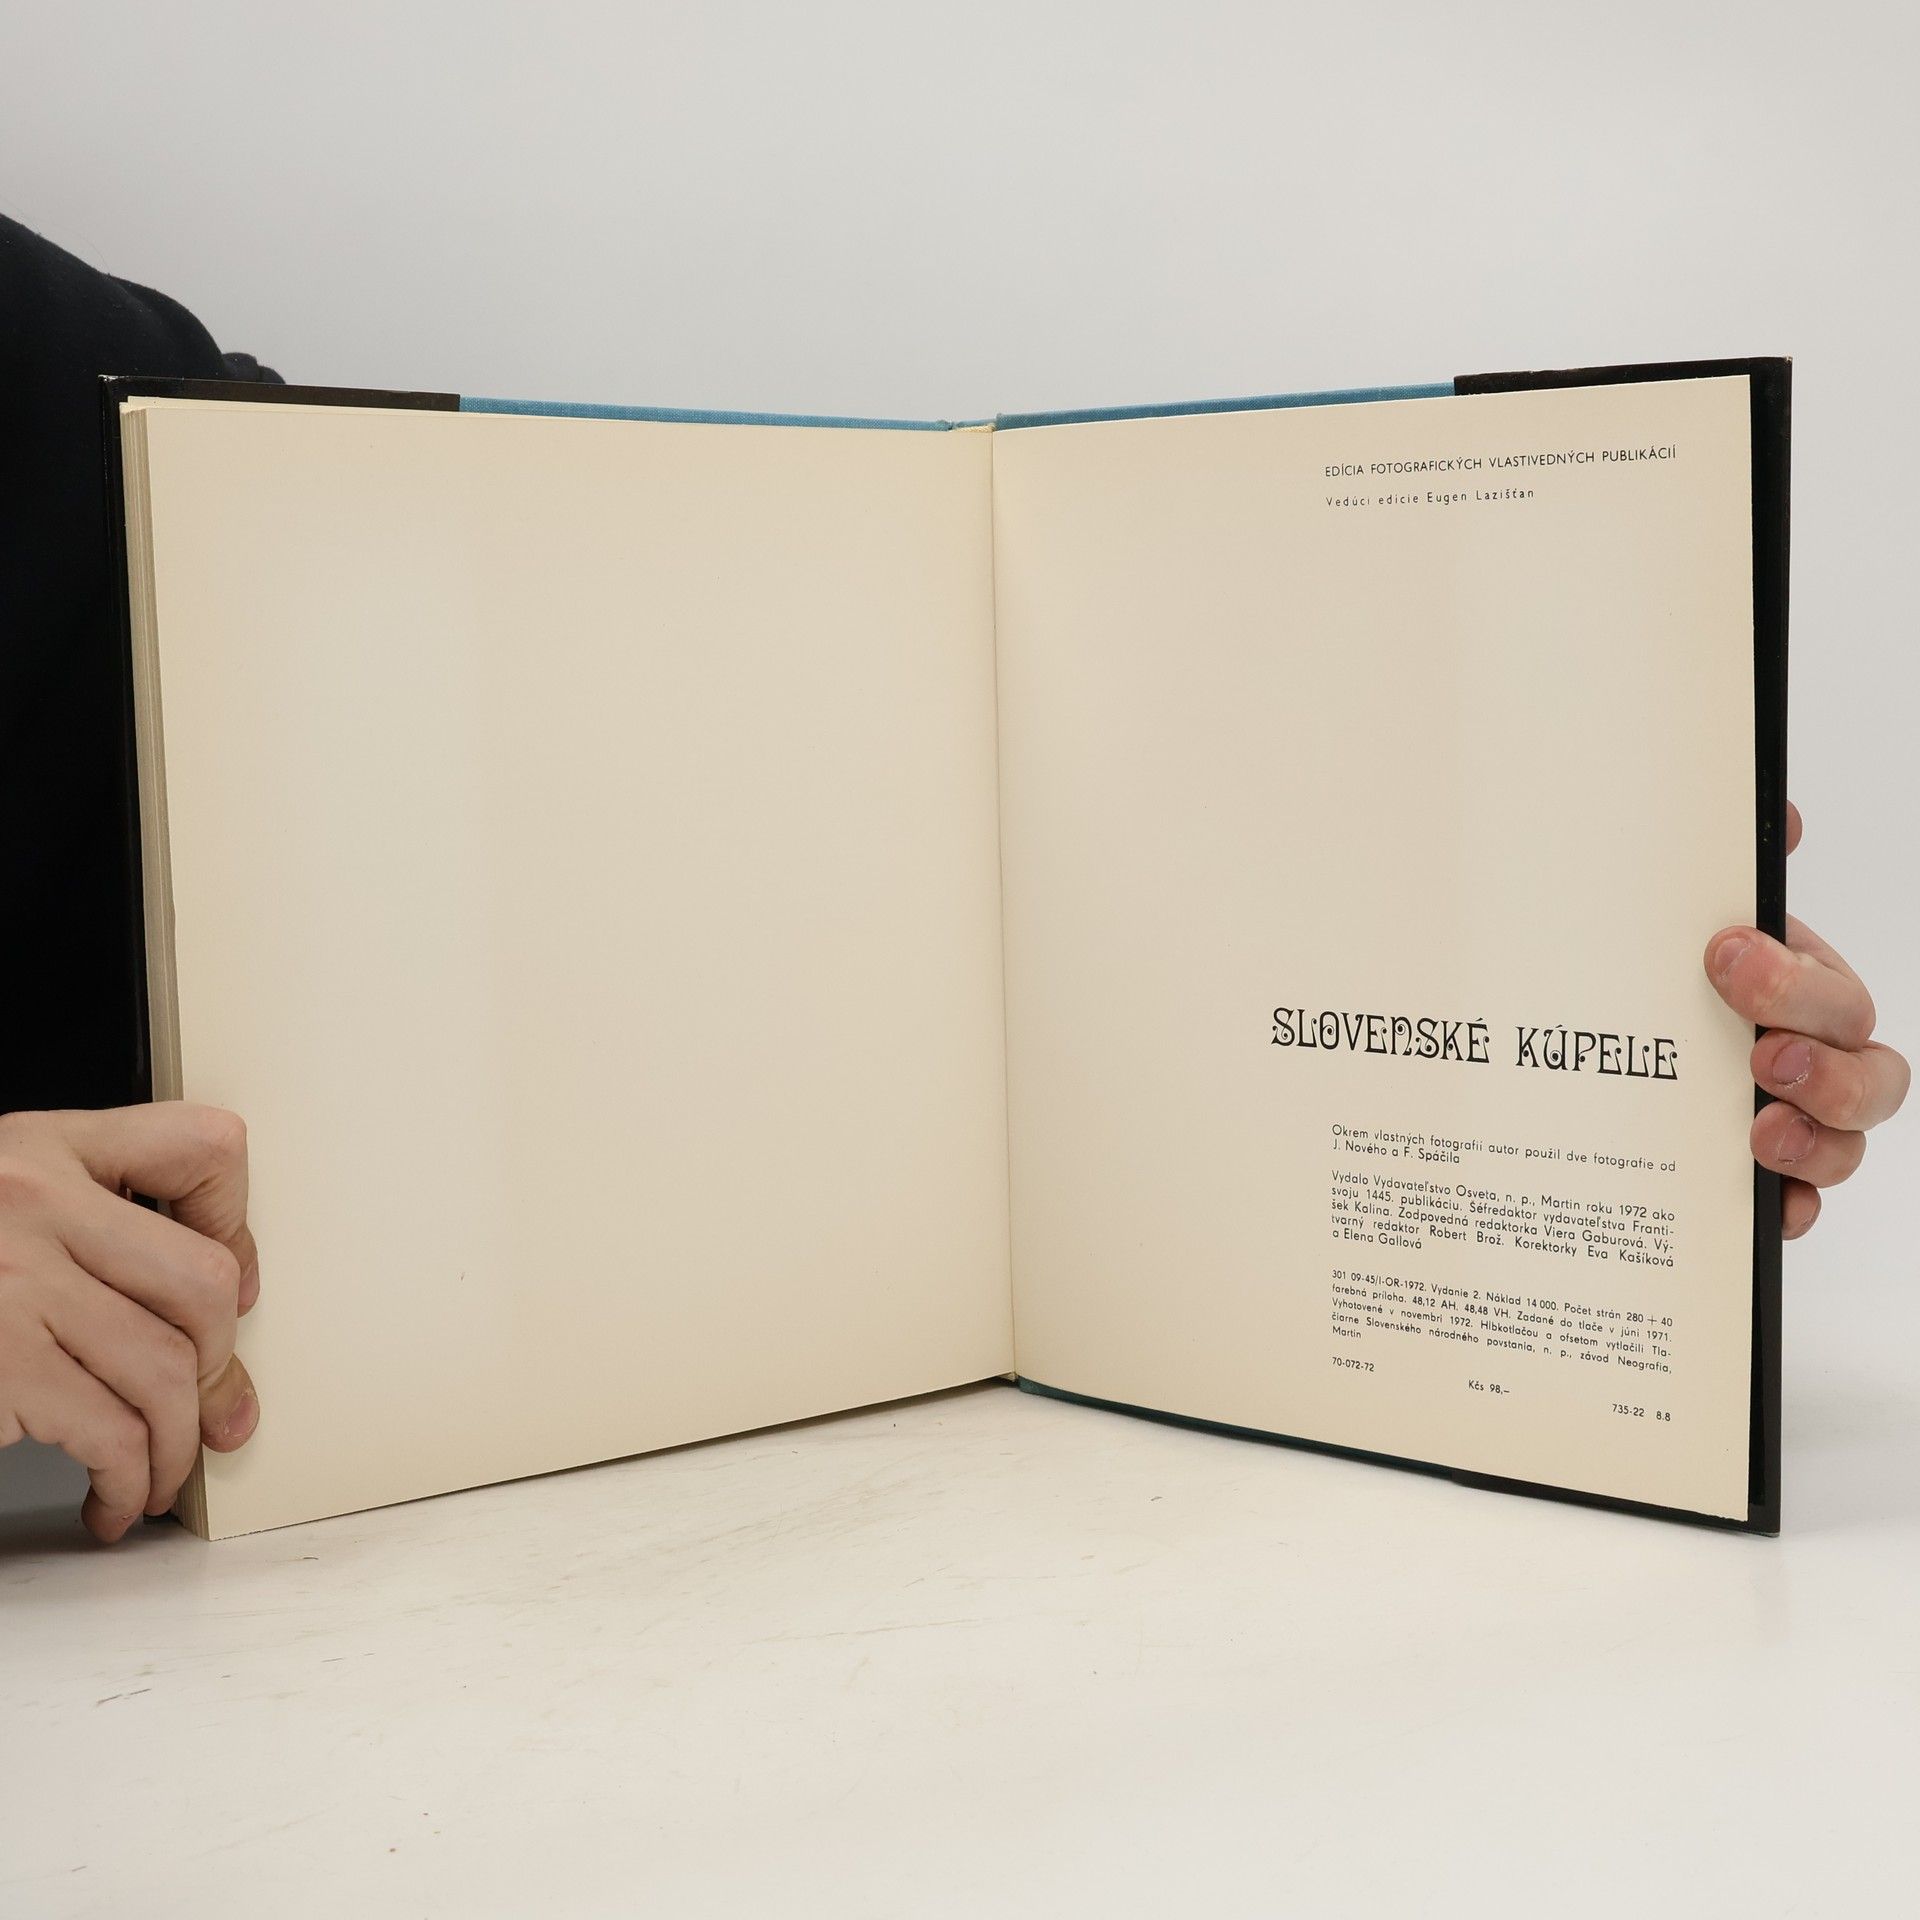 EDÍCIA FOTOGRAFICKÝCH VLASTIVEDNÝCH PUBLIKÁCIÍ
Vedúci edície Eugen Lazišťan
SLOVENSKÉ KÚPELE
Okrem vlastných fotografií autor použil dve fotografie od
J. Nového a F. Spáčila
Vydalo Vydavateľstvo Osveta, n. p., Martin roku 1972 ako
svoju 1445. publikáciu. Šéfredaktor vydavateľstva Franti-
šek Kalina. Zodpovedná redaktorka Viera Gaburová. Vý-
tvarný redaktor Robert Brož. Korektorky Eva Kašíková
a Elena Gallová
301 09-45/I-OR-1972. Vydanie 2. Náklad 14 000. Počet strán 280 + 40
farebná príloha. 48,12 AH. 48,48 VH. Zadané do tlače v júni 1971.
Vyhotovené v novembri 1972. Hĺbkotlačou a ofsetom vytlačili Tla-
čiarne Slovenského národného povstania, n. p., závod Neografia,
Martin
70-072-72
Kčs 98,–
735-22 8.8